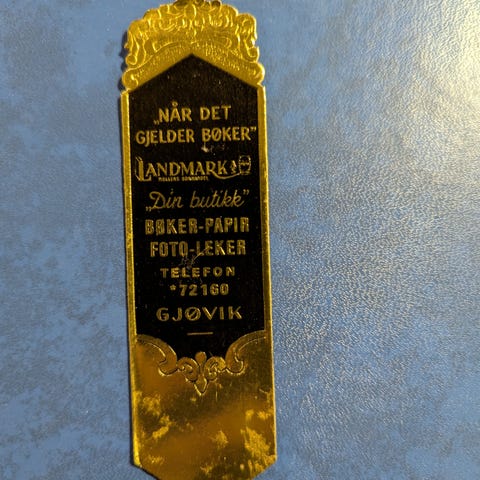 „NÅR DET
GJELDER BØKER”
LANDMARK A/S
„Din butikk”
BØKER-PAPIR
FOTO-LEKER
TELEFON
*72160
GJØVIK